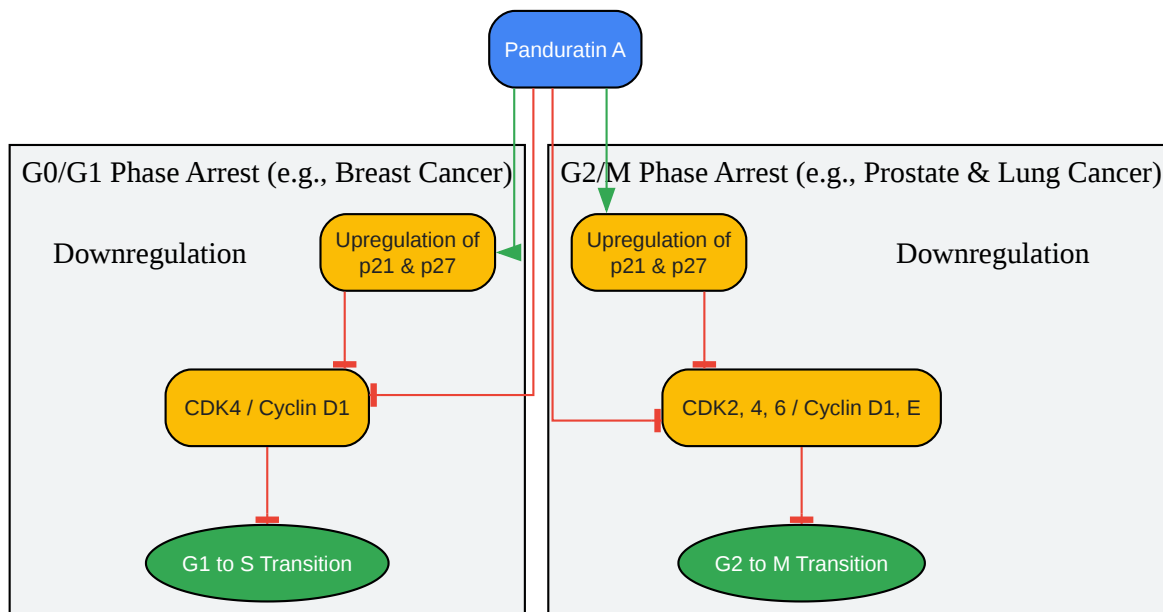 Panduratin A
G0/G1 Phase Arrest (e.g., Breast Cancer)
Downregulation
Upregulation of
p21 & p27
CDK4 / Cyclin D1
G1 to S Transition
G2/M Phase Arrest (e.g., Prostate & Lung Cancer)
Upregulation of
p21 & p27
Downregulation
CDK2, 4, 6 / Cyclin D1, E
G2 to M Transition